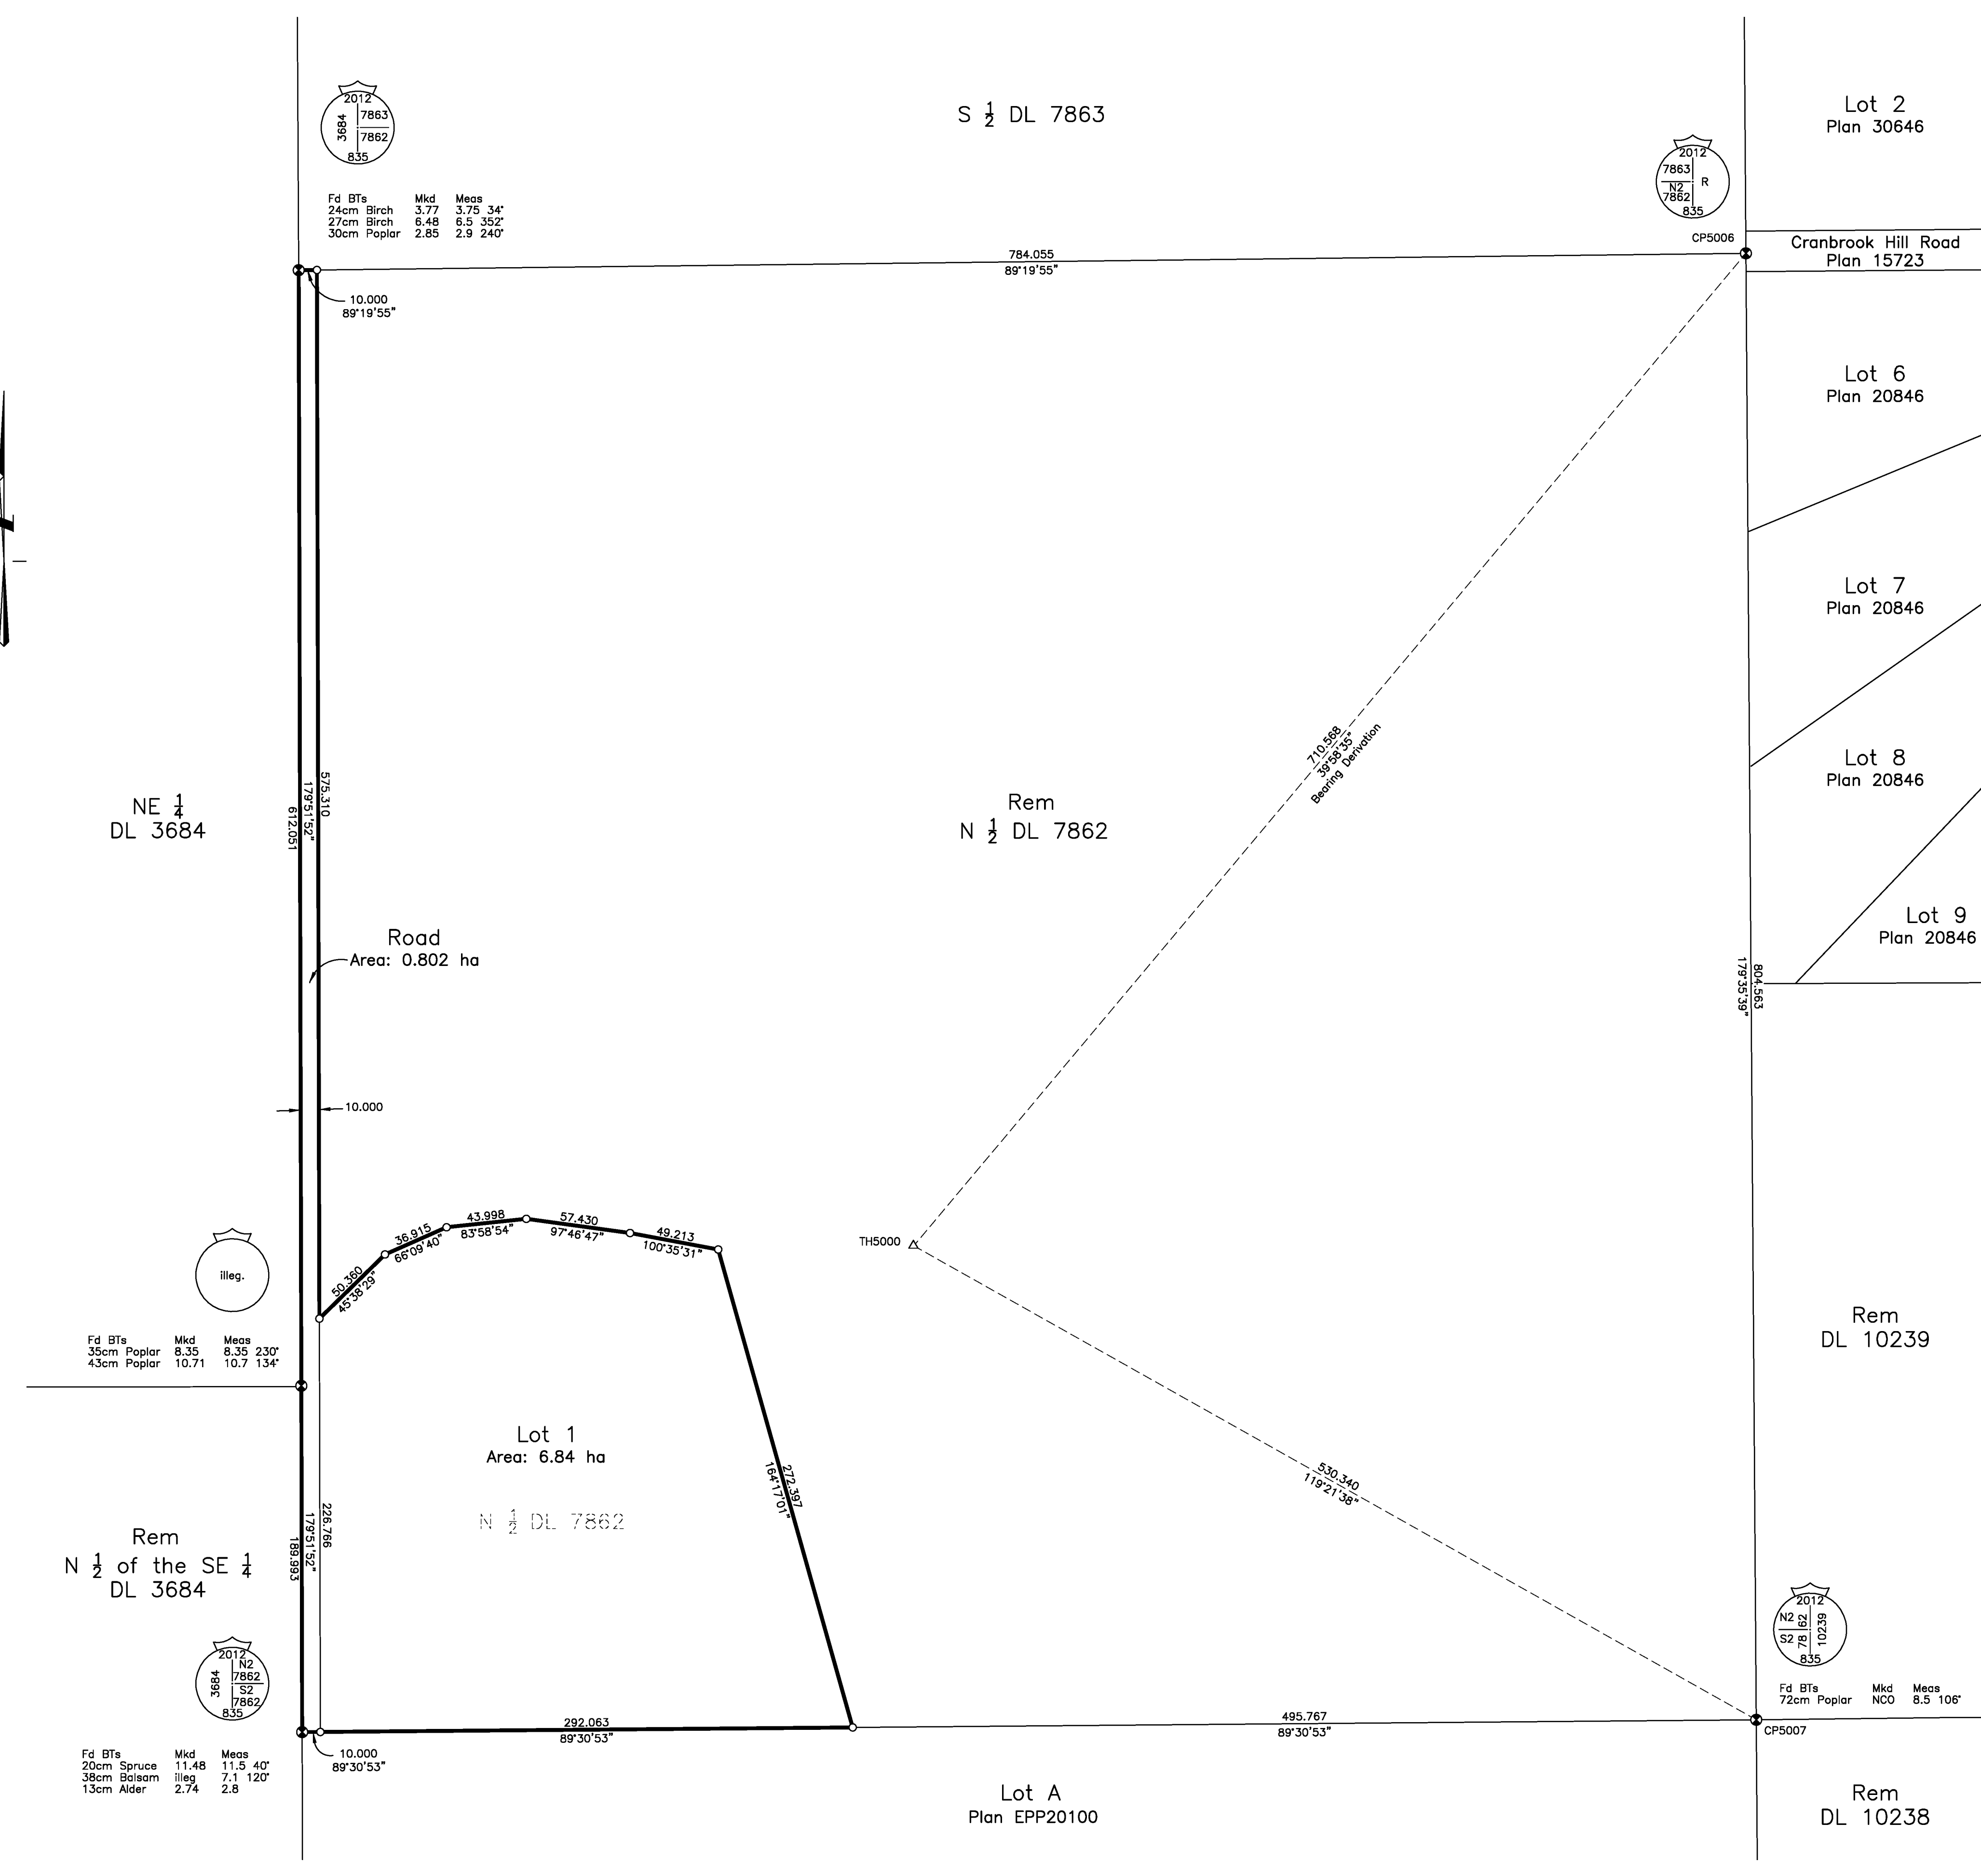 S 1/2 DL 7863
Lot 2
Plan 30646
2012
3684
7863
7862
835
2012
7863
N2
7862
R
835
Fd BTs Mkd Meas
24cm Birch 3.77 3.75 34°
27cm Birch 6.48 6.5 352°
30cm Poplar 2.85 2.9 240°
CP5006
Cranbrook Hill Road
Plan 15723
784.055
89°19'55"
10.000
89°19'55"
Lot 6
Plan 20846
Lot 7
Plan 20846
710.568
39°58'35"
Bearing Derivation
Lot 8
Plan 20846
NE 1/4
DL 3684
612.051
179°51'52"
575.310
Rem
N 1/2 DL 7862
Lot 9
Plan 20846
Road
Area: 0.802 ha
804.563
179°35'39"
10.000
36.915
66°09'40"
43.998
83°58'54"
57.430
97°46'47"
49.213
100°35'31"
50.360
45°38'29"
TH5000
illeg.
Fd BTs Mkd Meas
35cm Poplar 8.35 8.35 230°
43cm Poplar 10.71 10.7 134°
Rem
DL 10239
Lot 1
Area: 6.84 ha
N 1/2 DL 7862
272.397
164°17'01"
530.340
119°21'38"
226.766
179°51'52"
189.993
Rem
N 1/2 of the SE 1/4
DL 3684
2012
3684
N2
7862
S2
7862
835
2012
N2
S2
78 62
10239
835
Fd BTs Mkd Meas
72cm Poplar NCO 8.5 106°
292.063
89°30'53"
495.767
89°30'53"
CP5007
10.000
89°30'53"
Fd BTs Mkd Meas
20cm Spruce 11.48 11.5 40°
38cm Balsam illeg 7.1 120°
13cm Alder 2.74 2.8
Lot A
Plan EPP20100
Rem
DL 10238